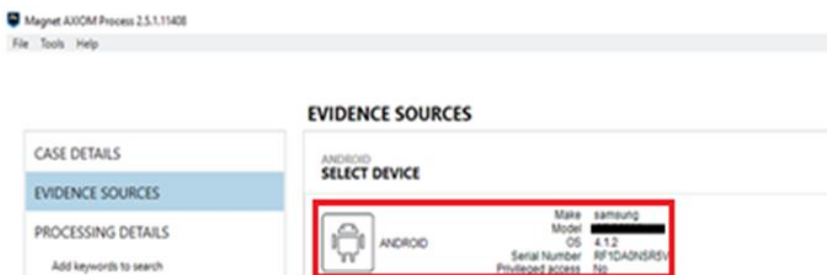 Magnet AXIOM Process 2.5.1.11408
File Tools Help
EVIDENCE SOURCES
CASE DETAILS
EVIDENCE SOURCES
PROCESSING DETAILS
Add keywords to search
ANDROID
SELECT DEVICE
ANDROID
Make samsung
Model
OS 4.1.2
Serial Number RF1DA0NSR5V
Privileged access No